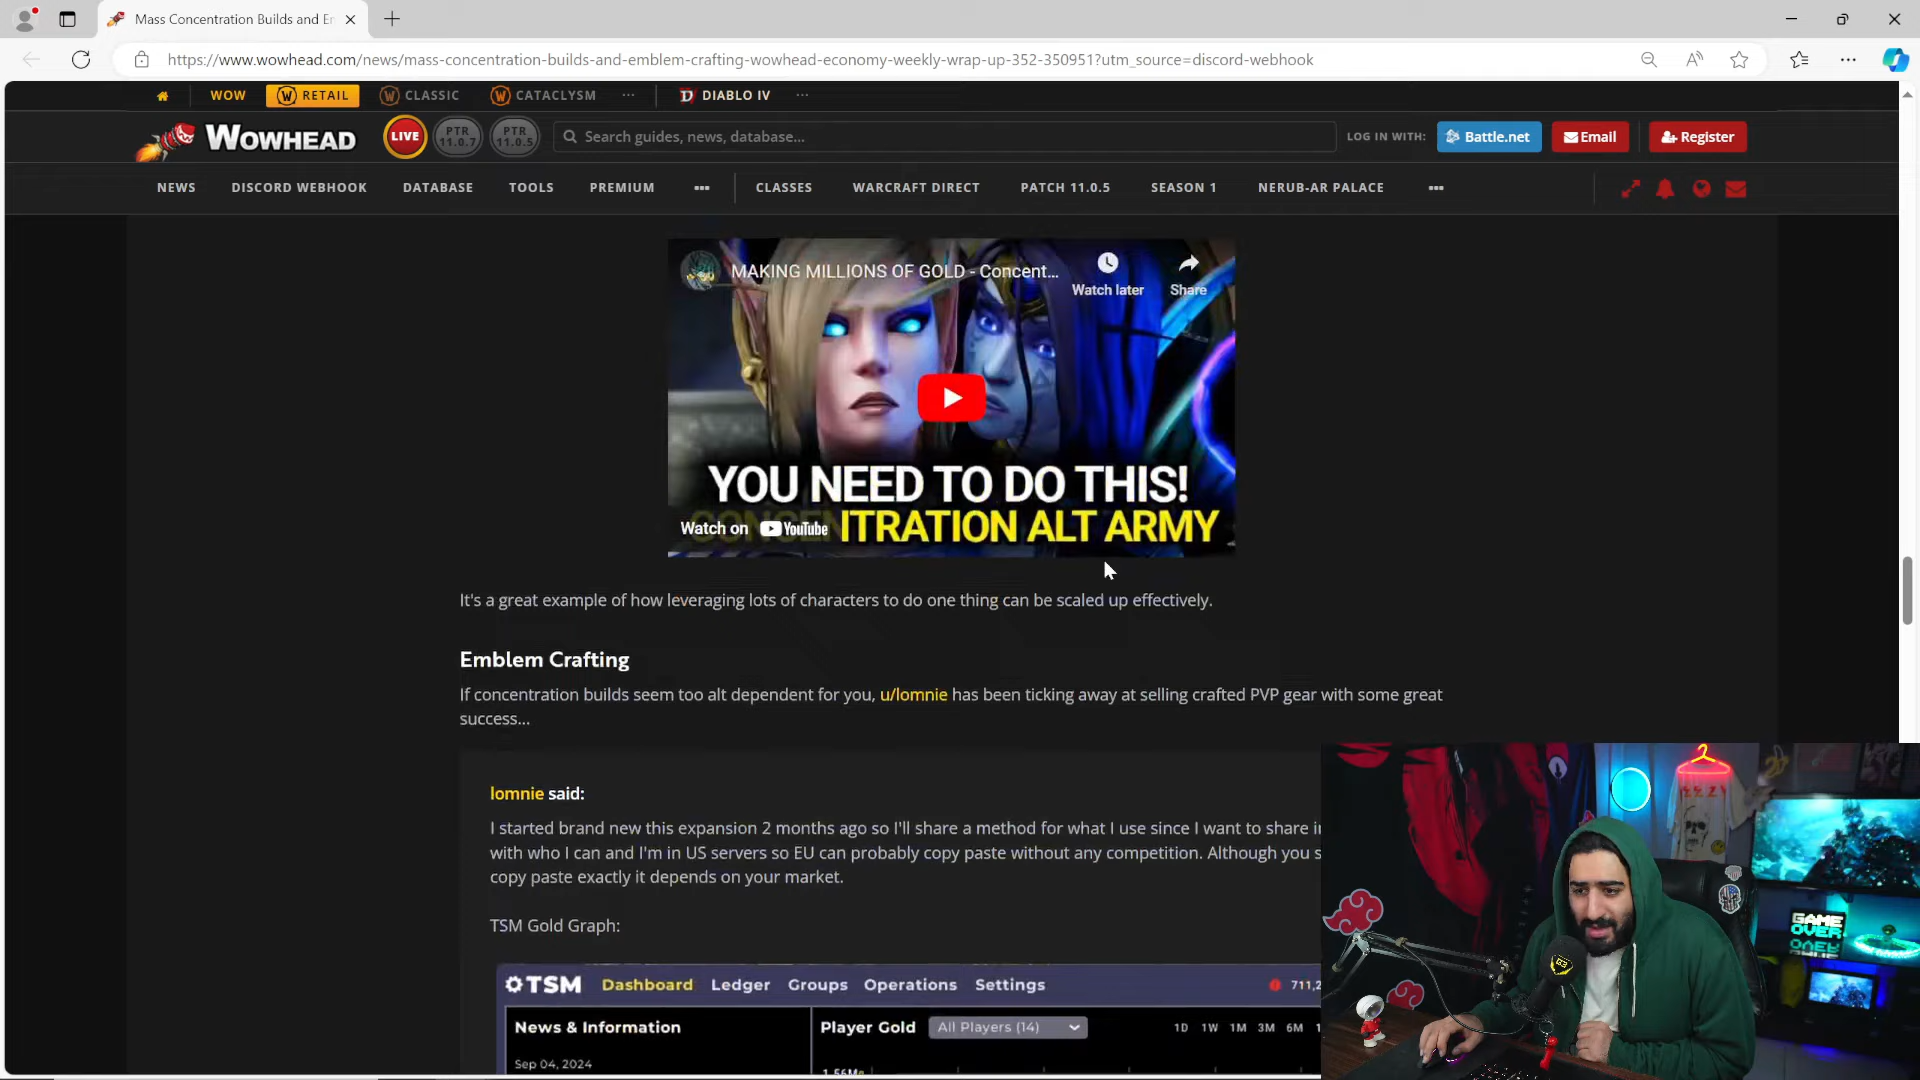 Mass Concentration Builds and Er
https://www.wowhead.com/news/mass-concentration-builds-and-emblem-crafting-wowhead-economy-weekly-wrap-up-352-350951?utm_source=discord-webhook
WOW RETAIL CLASSIC CATACLYSM ··· DIABLO IV ···
WOWHEAD LIVE PTR 11.0.7 PTR 11.0.5 Search guides, news, database... LOG IN WITH: Battle.net Email Register
NEWS DISCORD WEBHOOK DATABASE TOOLS PREMIUM ··· CLASSES WARCRAFT DIRECT PATCH 11.0.5 SEASON 1 NERUB-AR PALACE ···
MAKING MILLIONS OF GOLD - Concent...
Watch later Share
YOU NEED TO DO THIS!
CONCENTRATION ALT ARMY
Watch on YouTube
It's a great example of how leveraging lots of characters to do one thing can be scaled up effectively.
Emblem Crafting
If concentration builds seem too alt dependent for you, u/lomnie has been ticking away at selling crafted PVP gear with some great
success...
lomnie said:
I started brand new this expansion 2 months ago so I'll share a method for what I use since I want to share i
with who I can and I'm in US servers so EU can probably copy paste without any competition. Although you s
copy paste exactly it depends on your market.
TSM Gold Graph:
TSM Dashboard Ledger Groups Operations Settings 711,2
News & Information Player Gold All Players (14) 1D 1W 1M 3M 6M 1
Sep 04, 2024
1.56M
GAME
OVER